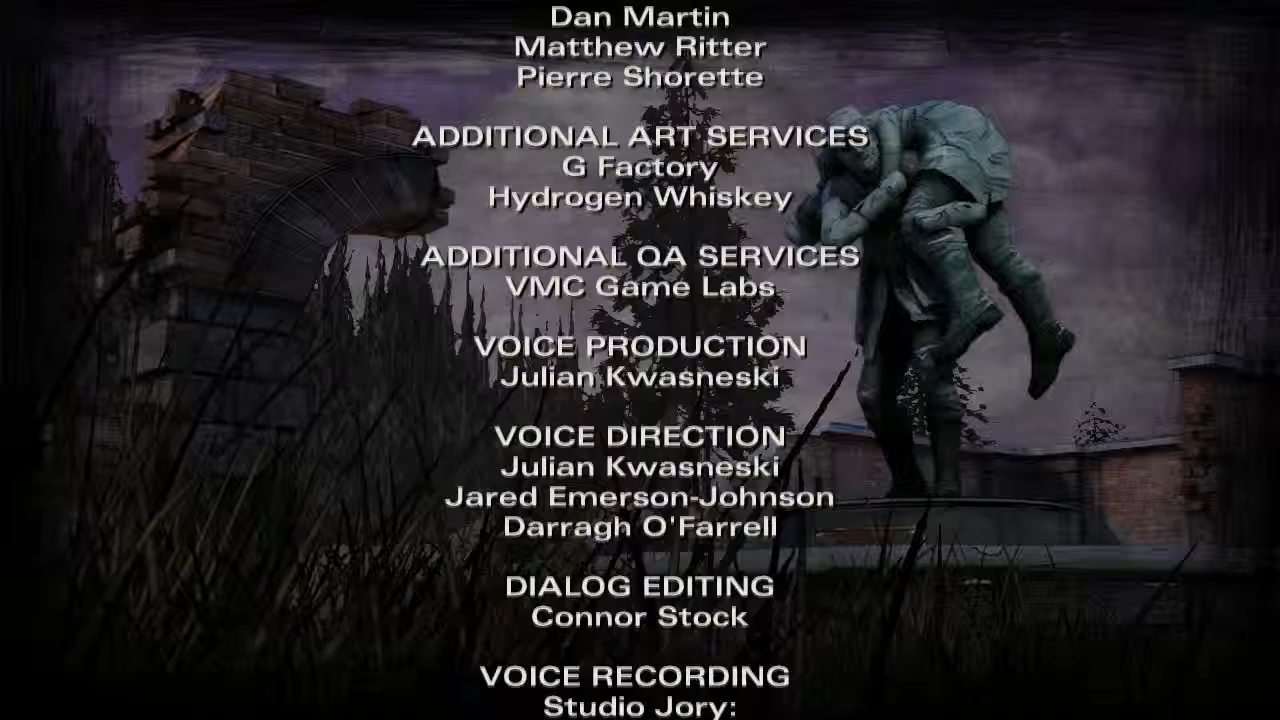 Dan Martin
Matthew Ritter
Pierre Shorette
ADDITIONAL ART SERVICES
G Factory
Hydrogen Whiskey
ADDITIONAL QA SERVICES
VMC Game Labs
VOICE PRODUCTION
Julian Kwasneski
VOICE DIRECTION
Julian Kwasneski
Jared Emerson-Johnson
Darragh O'Farrell
DIALOG EDITING
Connor Stock
VOICE RECORDING
Studio Jory: